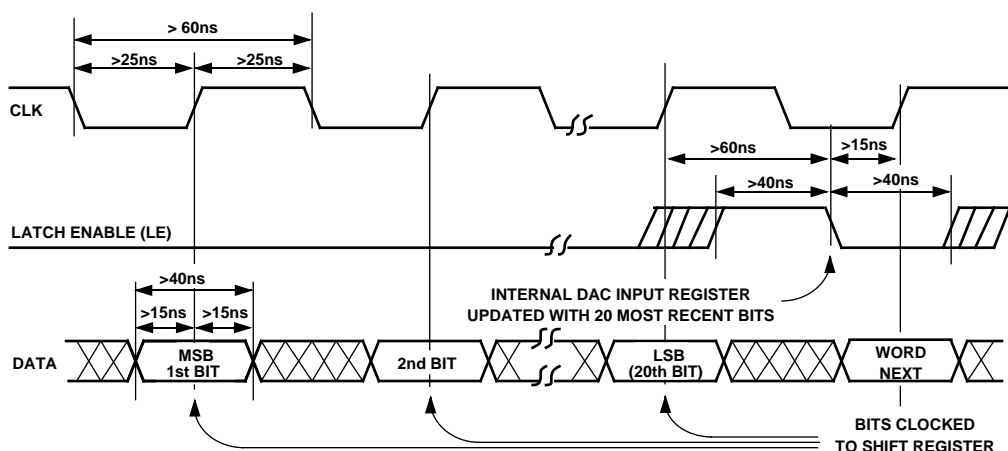 > 60ns
>25ns
>25ns
CLK
>60ns
>15ns
>40ns
>40ns
LATCH ENABLE (LE)
>40ns
INTERNAL DAC INPUT REGISTER
UPDATED WITH 20 MOST RECENT BITS
>15ns
>15ns
DATA
MSB
1st BIT
2nd BIT
LSB
(20th BIT)
WORD
NEXT
BITS CLOCKED
TO SHIFT REGISTER